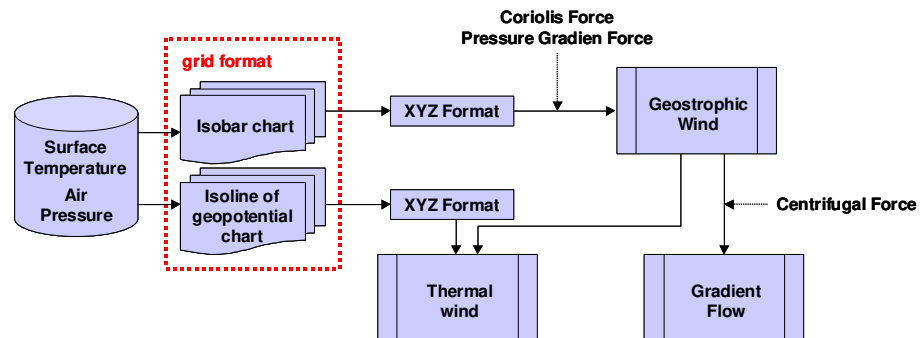 Coriolis Force
Pressure Gradien Force
grid format
Surface
Temperature
Air
Pressure
Isobar chart
XYZ Format
Geostrophic
Wind
Isoline of
geopotential
chart
XYZ Format
Centrifugal Force
Thermal
wind
Gradient
Flow